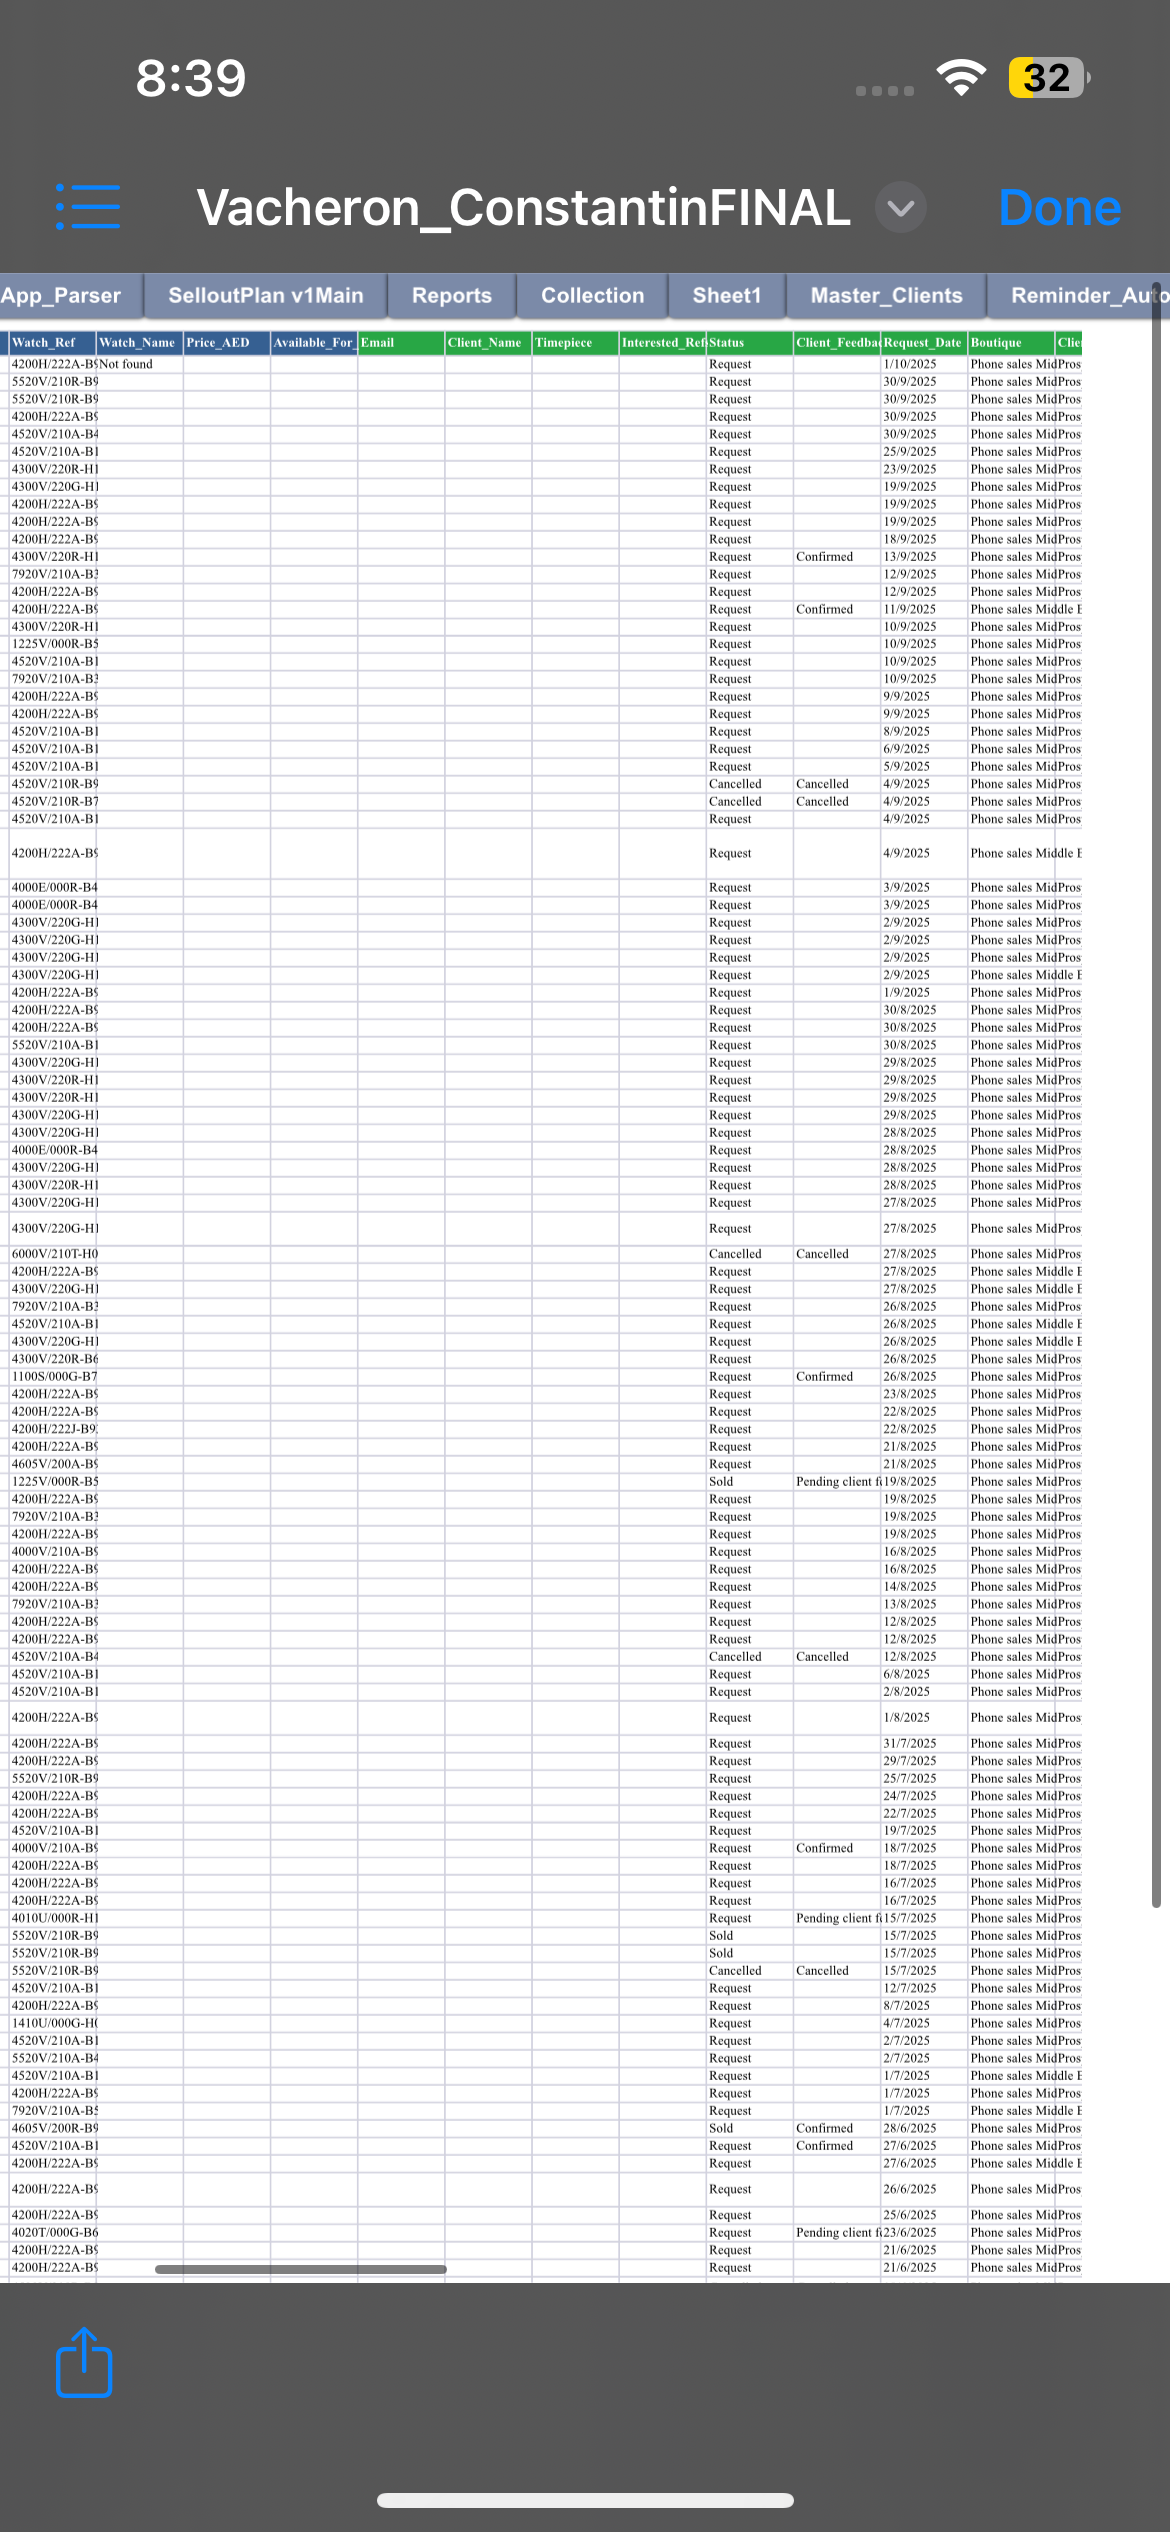 8:39
32
Vacheron_ConstantinFINAL
Done
App_Parser SelloutPlan v1Main Reports Collection Sheet1 Master_Clients Reminder_Auto
Watch_Ref Watch_Name Price_AED Available_For_ Email Client_Name Timepiece Interested_Ref Status Client_Feedba Request_Date Boutique Clie
4200H/222A-B9 Not found Request 1/10/2025 Phone sales Mid Pros
5520V/210R-B9 Request 30/9/2025 Phone sales Mid Pros
5520V/210R-B9 Request 30/9/2025 Phone sales Mid Pros
4200H/222A-B9 Request 30/9/2025 Phone sales Mid Pros
4520V/210A-B4 Request 30/9/2025 Phone sales Mid Pros
4520V/210A-B1 Request 25/9/2025 Phone sales Mid Pros
4300V/220R-H1 Request 23/9/2025 Phone sales Mid Pros
4300V/220G-H1 Request 19/9/2025 Phone sales Mid Pros
4200H/222A-B9 Request 19/9/2025 Phone sales Mid Pros
4200H/222A-B9 Request 19/9/2025 Phone sales Mid Pros
4200H/222A-B9 Request 18/9/2025 Phone sales Mid Pros
4300V/220R-H1 Request Confirmed 13/9/2025 Phone sales Mid Pros
7920V/210A-B3 Request 12/9/2025 Phone sales Mid Pros
4200H/222A-B9 Request 12/9/2025 Phone sales Mid Pros
4200H/222A-B9 Request Confirmed 11/9/2025 Phone sales Middle E
4300V/220R-H1 Request 10/9/2025 Phone sales Mid Pros
1225V/000R-B5 Request 10/9/2025 Phone sales Mid Pros
4520V/210A-B1 Request 10/9/2025 Phone sales Mid Pros
7920V/210A-B3 Request 10/9/2025 Phone sales Mid Pros
4200H/222A-B9 Request 9/9/2025 Phone sales Mid Pros
4200H/222A-B9 Request 9/9/2025 Phone sales Mid Pros
4520V/210A-B1 Request 8/9/2025 Phone sales Mid Pros
4520V/210A-B1 Request 6/9/2025 Phone sales Mid Pros
4520V/210A-B1 Request 5/9/2025 Phone sales Mid Pros
4520V/210R-B9 Cancelled Cancelled 4/9/2025 Phone sales Mid Pros
4520V/210R-B7 Cancelled Cancelled 4/9/2025 Phone sales Mid Pros
4520V/210A-B1 Request 4/9/2025 Phone sales Mid Pros
4200H/222A-B9 Request 4/9/2025 Phone sales Middle E
4000E/000R-B4 Request 3/9/2025 Phone sales Mid Pros
4000E/000R-B4 Request 3/9/2025 Phone sales Mid Pros
4300V/220G-H1 Request 2/9/2025 Phone sales Mid Pros
4300V/220G-H1 Request 2/9/2025 Phone sales Mid Pros
4300V/220G-H1 Request 2/9/2025 Phone sales Mid Pros
4300V/220G-H1 Request 2/9/2025 Phone sales Middle E
4200H/222A-B9 Request 1/9/2025 Phone sales Mid Pros
4200H/222A-B9 Request 30/8/2025 Phone sales Mid Pros
4200H/222A-B9 Request 30/8/2025 Phone sales Mid Pros
5520V/210A-B1 Request 30/8/2025 Phone sales Mid Pros
4300V/220G-H1 Request 29/8/2025 Phone sales Mid Pros
4300V/220R-H1 Request 29/8/2025 Phone sales Mid Pros
4300V/220R-H1 Request 29/8/2025 Phone sales Mid Pros
4300V/220G-H1 Request 29/8/2025 Phone sales Mid Pros
4300V/220G-H1 Request 28/8/2025 Phone sales Mid Pros
4000E/000R-B4 Request 28/8/2025 Phone sales Mid Pros
4300V/220G-H1 Request 28/8/2025 Phone sales Mid Pros
4300V/220R-H1 Request 28/8/2025 Phone sales Mid Pros
4300V/220G-H1 Request 27/8/2025 Phone sales Mid Pros
4300V/220G-H1 Request 27/8/2025 Phone sales Mid Pros
6000V/210T-H0 Cancelled Cancelled 27/8/2025 Phone sales Mid Pros
4200H/222A-B9 Request 27/8/2025 Phone sales Middle E
4300V/220G-H1 Request 27/8/2025 Phone sales Middle E
7920V/210A-B3 Request 26/8/2025 Phone sales Mid Pros
4520V/210A-B1 Request 26/8/2025 Phone sales Middle E
4300V/220G-H1 Request 26/8/2025 Phone sales Middle E
4300V/220R-B6 Request 26/8/2025 Phone sales Mid Pros
1100S/000G-B7 Request Confirmed 26/8/2025 Phone sales Mid Pros
4200H/222A-B9 Request 23/8/2025 Phone sales Mid Pros
4200H/222A-B9 Request 22/8/2025 Phone sales Mid Pros
4200H/222J-B9 Request 22/8/2025 Phone sales Mid Pros
4200H/222A-B9 Request 21/8/2025 Phone sales Mid Pros
4605V/200A-B9 Request 21/8/2025 Phone sales Mid Pros
1225V/000R-B5 Sold Pending client f 19/8/2025 Phone sales Mid Pros
4200H/222A-B9 Request 19/8/2025 Phone sales Mid Pros
7920V/210A-B3 Request 19/8/2025 Phone sales Mid Pros
4200H/222A-B9 Request 19/8/2025 Phone sales Mid Pros
4000V/210A-B9 Request 16/8/2025 Phone sales Mid Pros
4200H/222A-B9 Request 16/8/2025 Phone sales Mid Pros
4200H/222A-B9 Request 14/8/2025 Phone sales Mid Pros
7920V/210A-B3 Request 13/8/2025 Phone sales Mid Pros
4200H/222A-B9 Request 12/8/2025 Phone sales Mid Pros
4200H/222A-B9 Request 12/8/2025 Phone sales Mid Pros
4520V/210A-B4 Cancelled Cancelled 12/8/2025 Phone sales Mid Pros
4520V/210A-B1 Request 6/8/2025 Phone sales Mid Pros
4520V/210A-B1 Request 2/8/2025 Phone sales Mid Pros
4200H/222A-B9 Request 1/8/2025 Phone sales Mid Pros
4200H/222A-B9 Request 31/7/2025 Phone sales Mid Pros
4200H/222A-B9 Request 29/7/2025 Phone sales Mid Pros
5520V/210R-B9 Request 25/7/2025 Phone sales Mid Pros
4200H/222A-B9 Request 24/7/2025 Phone sales Mid Pros
4200H/222A-B9 Request 22/7/2025 Phone sales Mid Pros
4520V/210A-B1 Request 19/7/2025 Phone sales Mid Pros
4000V/210A-B9 Request Confirmed 18/7/2025 Phone sales Mid Pros
4200H/222A-B9 Request 18/7/2025 Phone sales Mid Pros
4200H/222A-B9 Request 16/7/2025 Phone sales Mid Pros
4200H/222A-B9 Request 16/7/2025 Phone sales Mid Pros
4010U/000R-H1 Request Pending client f 15/7/2025 Phone sales Mid Pros
5520V/210R-B9 Sold 15/7/2025 Phone sales Mid Pros
5520V/210R-B9 Sold 15/7/2025 Phone sales Mid Pros
5520V/210R-B9 Cancelled Cancelled 15/7/2025 Phone sales Mid Pros
4520V/210A-B1 Request 12/7/2025 Phone sales Mid Pros
4200H/222A-B9 Request 8/7/2025 Phone sales Mid Pros
1410U/000G-H0 Request 4/7/2025 Phone sales Mid Pros
4520V/210A-B1 Request 2/7/2025 Phone sales Mid Pros
5520V/210A-B4 Request 2/7/2025 Phone sales Mid Pros
4520V/210A-B1 Request 1/7/2025 Phone sales Middle E
4200H/222A-B9 Request 1/7/2025 Phone sales Mid Pros
7920V/210A-B5 Request 1/7/2025 Phone sales Middle E
4605V/200R-B9 Sold Confirmed 28/6/2025 Phone sales Mid Pros
4520V/210A-B1 Request Confirmed 27/6/2025 Phone sales Mid Pros
4200H/222A-B9 Request 27/6/2025 Phone sales Middle E
4200H/222A-B9 Request 26/6/2025 Phone sales Mid Pros
4200H/222A-B9 Request 25/6/2025 Phone sales Mid Pros
4020T/000G-B6 Request Pending client f 23/6/2025 Phone sales Mid Pros
4200H/222A-B9 Request 21/6/2025 Phone sales Mid Pros
4200H/222A-B9 Request 21/6/2025 Phone sales Mid Pros